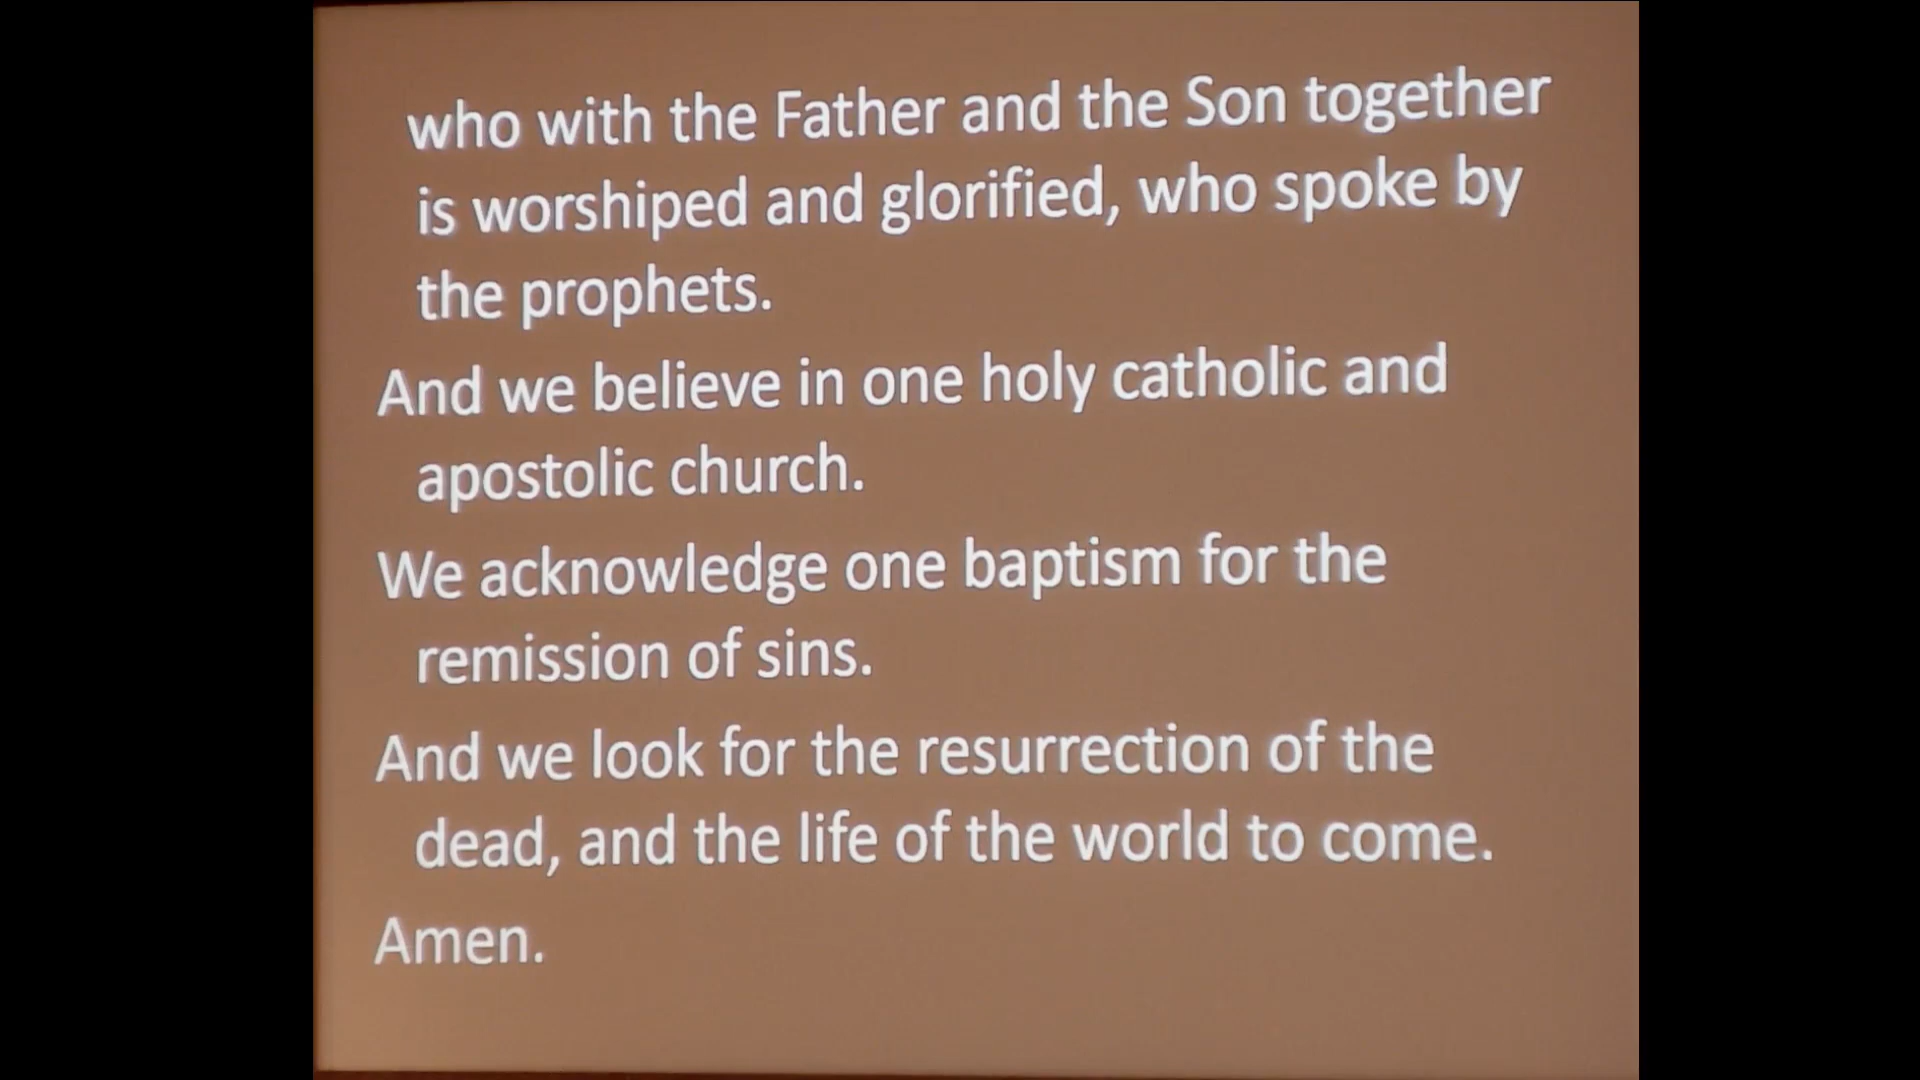 who with the Father and the Son together
is worshiped and glorified, who spoke by
the prophets.
And we believe in one holy catholic and
apostolic church.
We acknowledge one baptism for the
remission of sins.
And we look for the resurrection of the
dead, and the life of the world to come.
Amen.